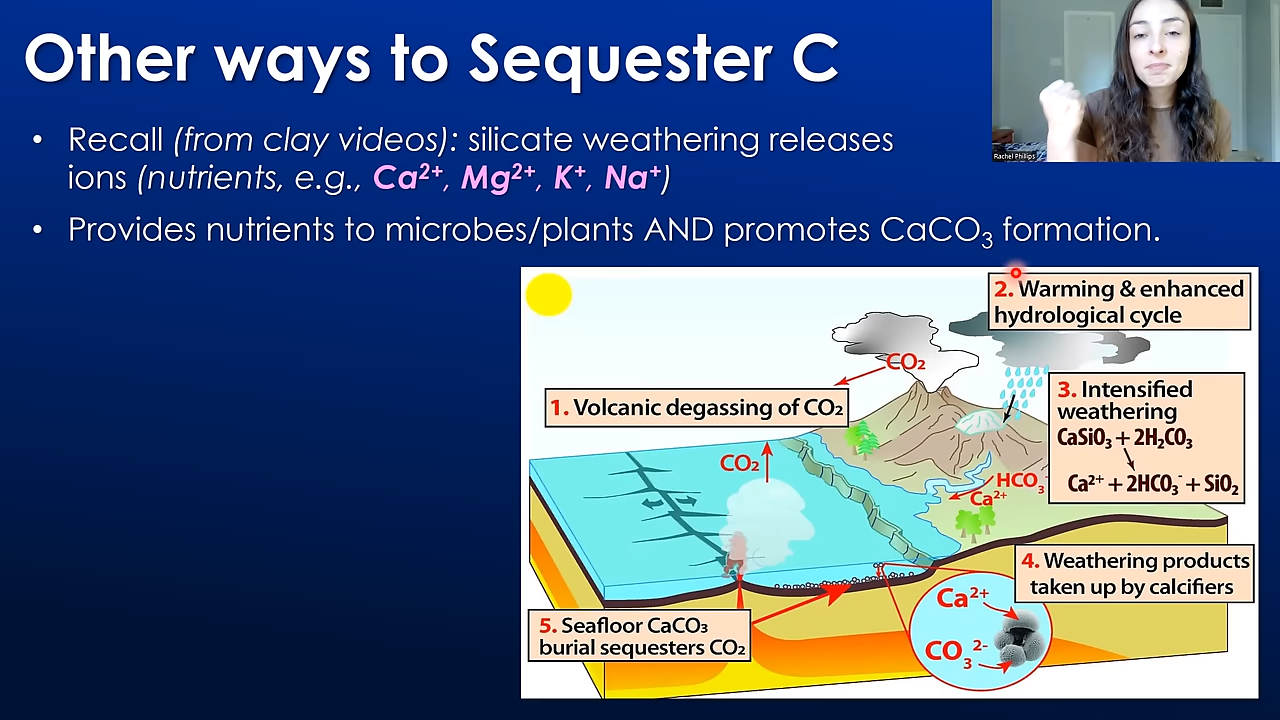 Other ways to Sequester C
Rachel Phillips
• Recall (from clay videos): silicate weathering releases
ions (nutrients, e.g., Ca²⁺, Mg²⁺, K⁺, Na⁺)
• Provides nutrients to microbes/plants AND promotes CaCO₃ formation.
2. Warming & enhanced
hydrological cycle
CO₂
1. Volcanic degassing of CO₂
3. Intensified
weathering
CaSiO₃ + 2H₂CO₃
Ca²⁺ + 2HCO₃⁻ + SiO₂
CO₂
HCO₃⁻
Ca²⁺
4. Weathering products
taken up by calcifiers
Ca²⁺
CO₃²⁻
5. Seafloor CaCO₃
burial sequesters CO₂